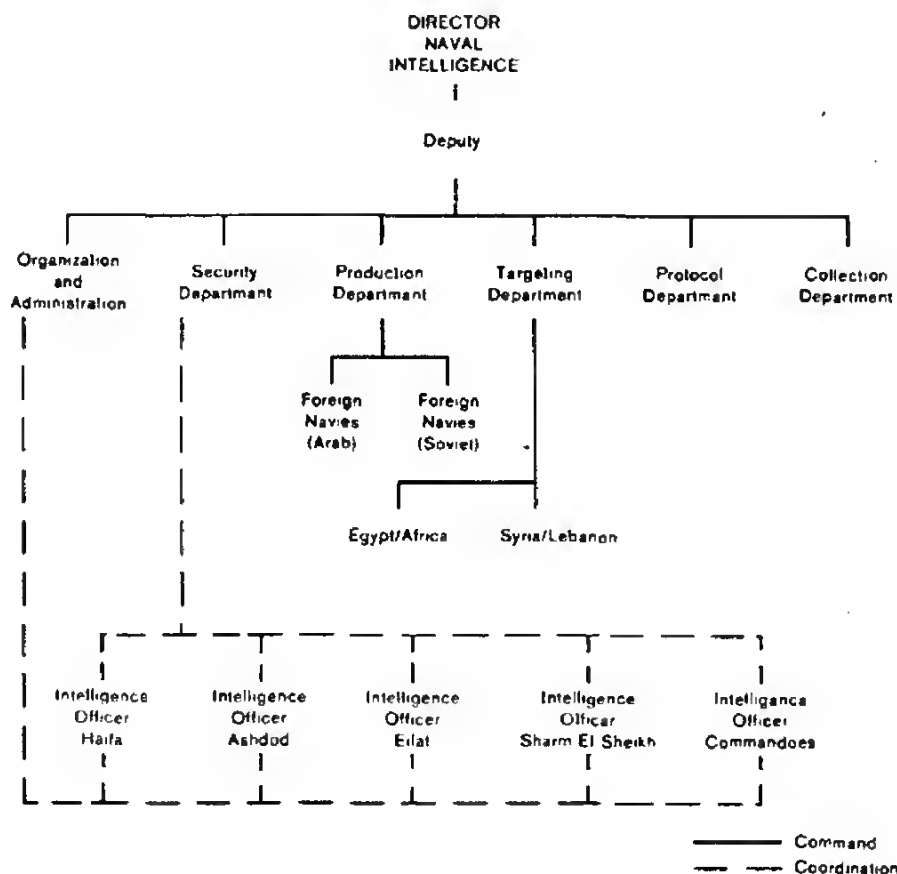 DIRECTOR
NAVAL
INTELLIGENCE
Deputy
Organization
and
Administration
Security
Department
Production
Department
Targeting
Department
Protocol
Department
Collection
Department
Foreign
Navies
(Arab)
Foreign
Navies
(Soviet)
Egypt/Africa
Syria/Lebanon
Intelligence
Officer
Haifa
Intelligence
Officer
Ashdod
Intelligence
Officer
Eilat
Intelligence
Officer
Sharm El Sheikh
Intelligence
Officer
Commandoes
Command
Coordination